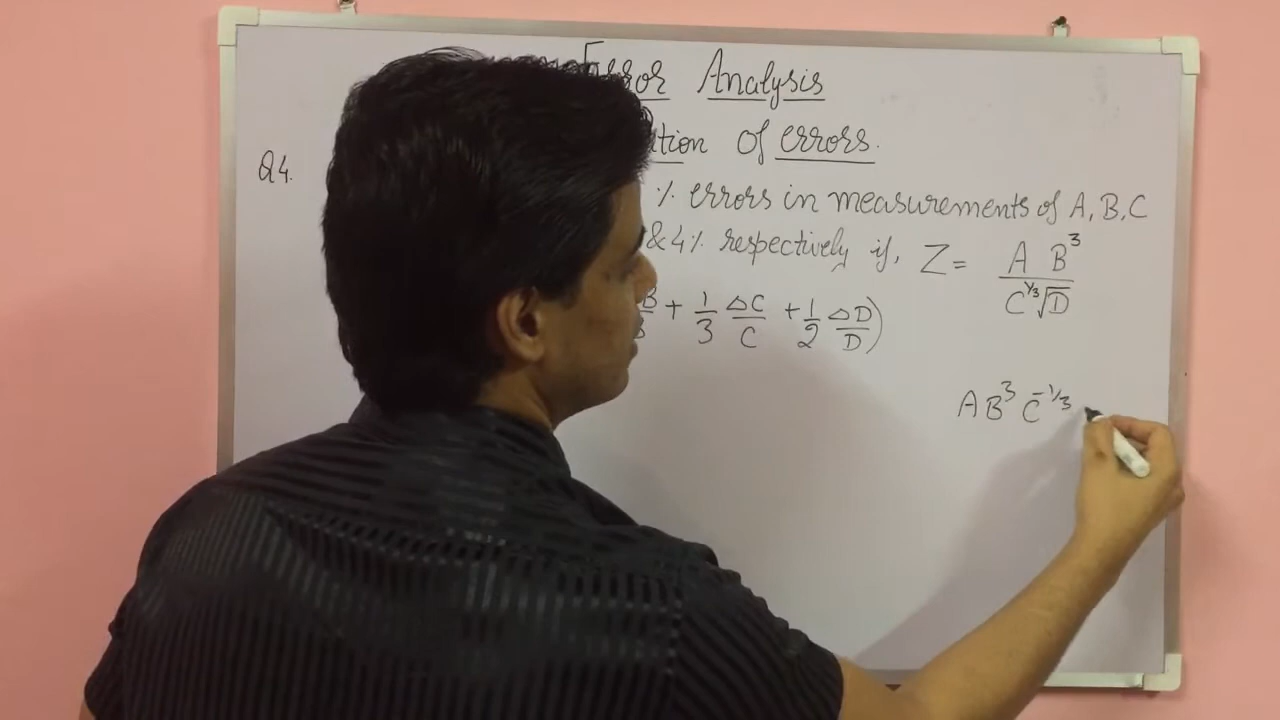 Error Analysis
of errors.
Q4.
% errors in measurements of A, B, C
& 4% respectively if, Z = A B³ / C^1/3 √D
+ 1/3 ΔC/C + 1/2 ΔD/D)
A B³ C^-1/3